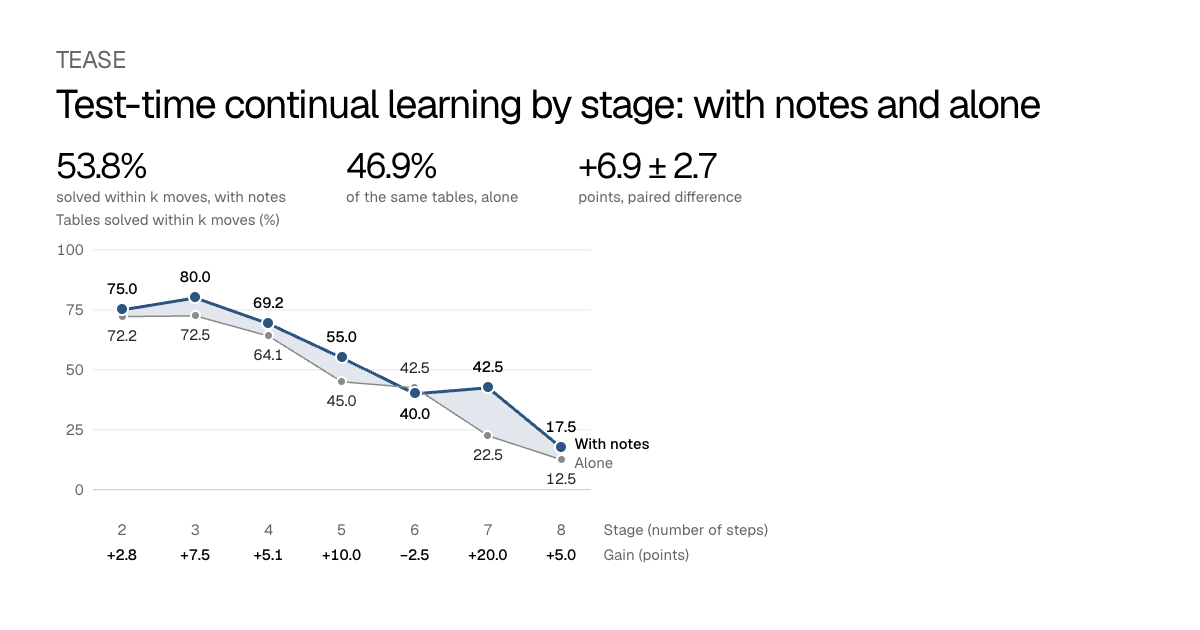 TEASE
Test-time continual learning by stage: with notes and alone
53.8% 46.9% +6.9 ± 2.7
solved within k moves, with notes of the same tables, alone points, paired difference
Tables solved within k moves (%)
100
80.0
75.0
69.2
75
72.2 72.5
55.0
64.1
50
42.5 42.5
45.0
40.0
25
17.5
With notes
22.5
Alone
12.5
0
2 3 4 5 6 7 8 Stage (number of steps)
+2.8 +7.5 +5.1 +10.0 −2.5 +20.0 +5.0 Gain (points)